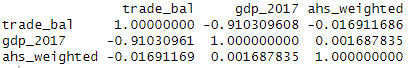 trade_bal gdp_2017 ahs_weighted
trade_bal 1.00000000 -0.910309608 -0.016911686
gdp_2017 -0.91030961 1.000000000 0.001687835
ahs_weighted -0.01691169 0.001687835 1.000000000